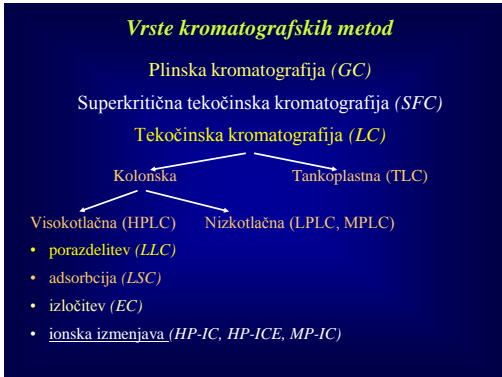 Vrste kromatografskih metod
Plinska kromatografija (GC)
Superkritična tekočinska kromatografija (SFC)
Tekočinska kromatografija (LC)
Kolonska Tankoplastna (TLC)
Visokotlačna (HPLC) Nizkotlačna (LPLC, MPLC)
• porazdelitev (LLC)
• adsorbcija (LSC)
• izločitev (EC)
• ionska izmenjava (HP-IC, HP-ICE, MP-IC)